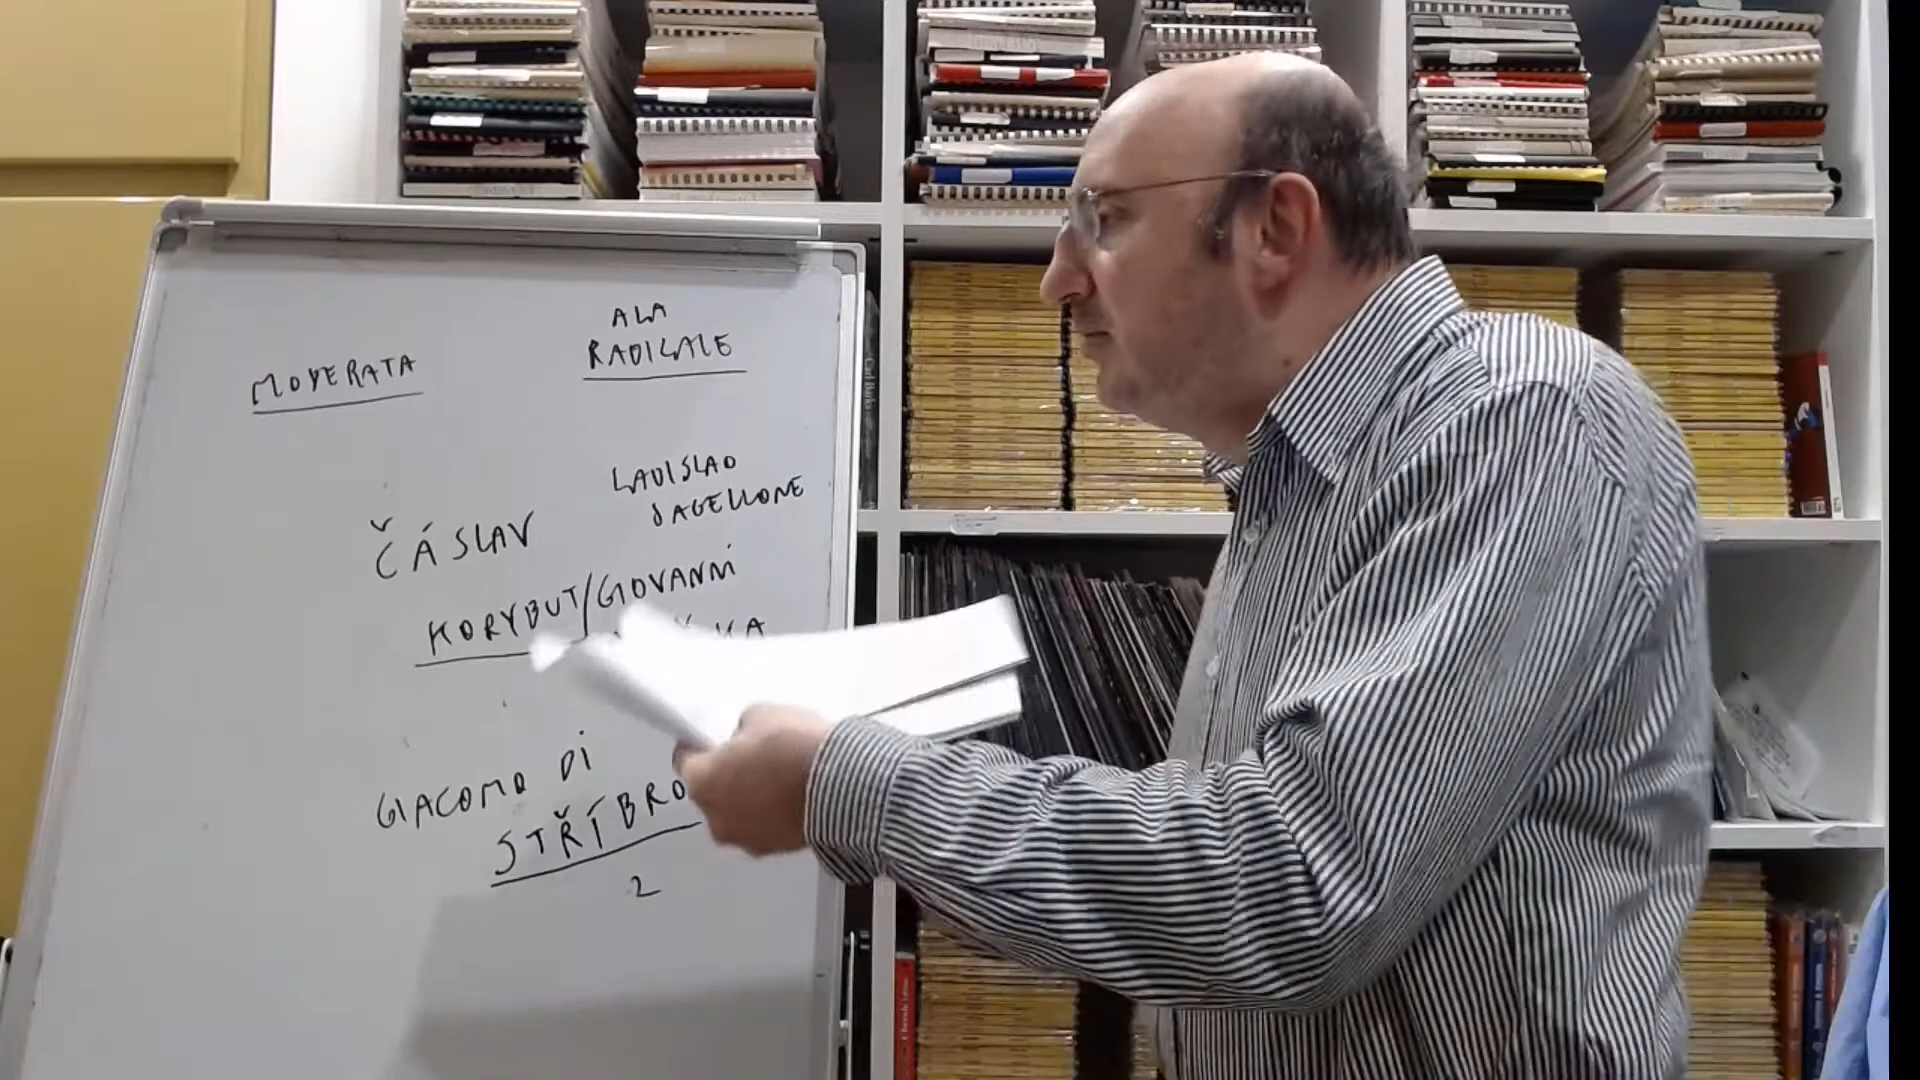 ALA
RADICALE
MODERATA
LADISLAO
JAGELLONE
ČÁSLAV
KORYBUT/GIOVANNI
GIACOMO DI
STŘÍBRO
2